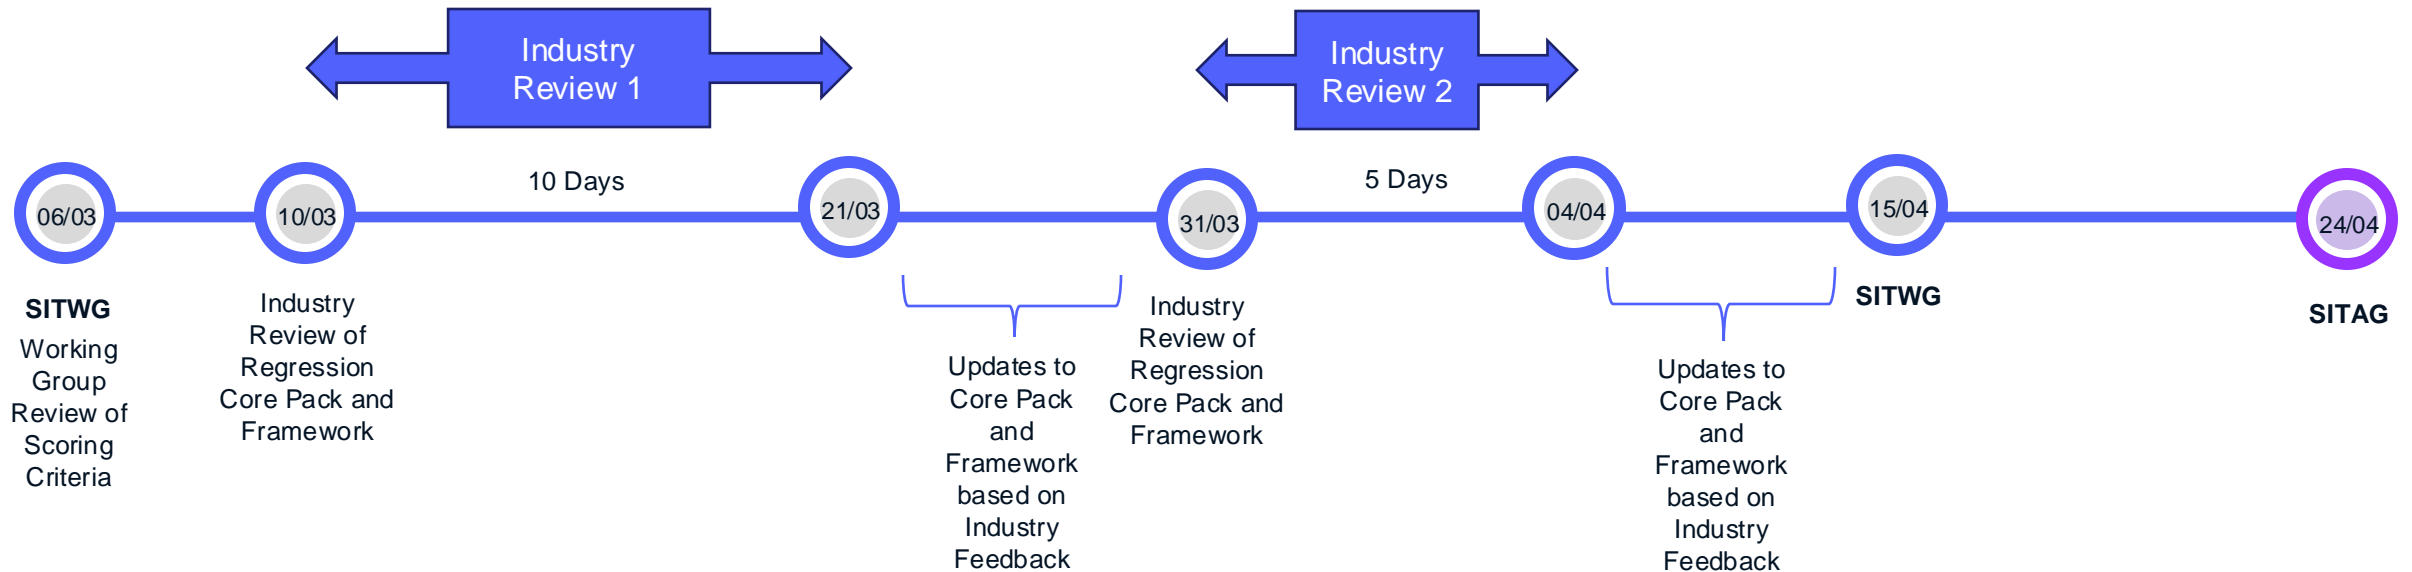 Industry
Review 1
Industry
Review 2
10 Days
5 Days
06/03
10/03
21/03
31/03
04/04
15/04
24/04
SITWG
Working
Group
Review of
Scoring
Criteria
Industry
Review of
Regression
Core Pack and
Framework
Updates to
Core Pack
and
Framework
based on
Industry
Feedback
Industry
Review of
Regression
Core Pack and
Framework
Updates to
Core Pack
and
Framework
based on
Industry
Feedback
SITWG
SITAG